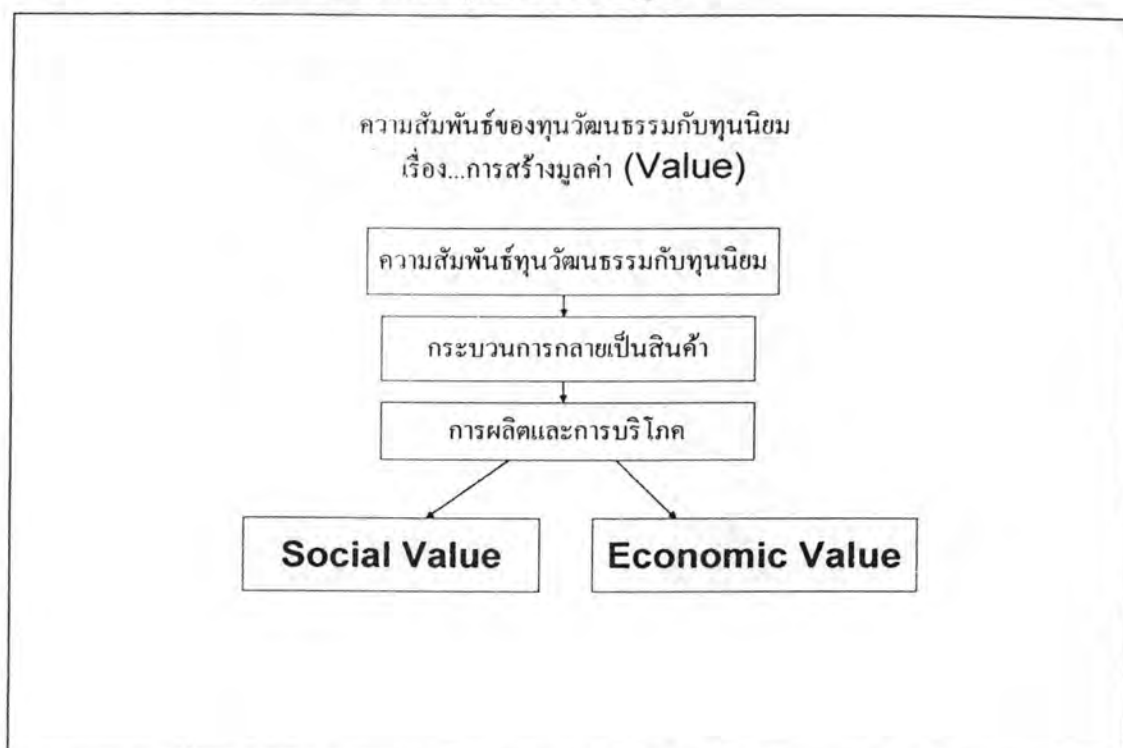 ความสัมพันธ์ของทุนวัฒนธรรมกับทุนนิยม
เรื่อง...การสร้างมูลค่า (Value)
ความสัมพันธ์ทุนวัฒนธรรมกับทุนนิยม
กระบวนการกลายเป็นสินค้า
การผลิตและการบริโภค
Social Value
Economic Value